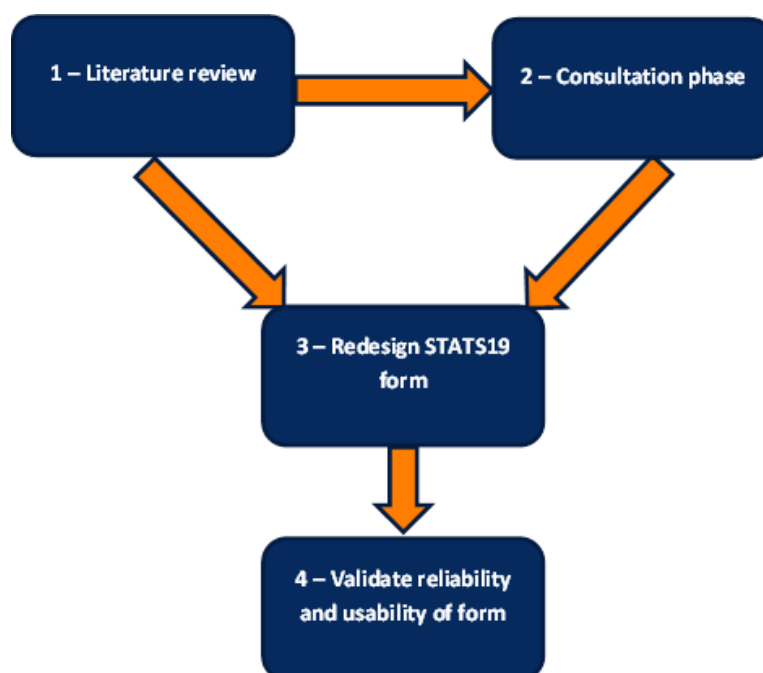 1 – Literature review
2 – Consultation phase
3 – Redesign STATS19
form
4 – Validate reliability
and usability of form